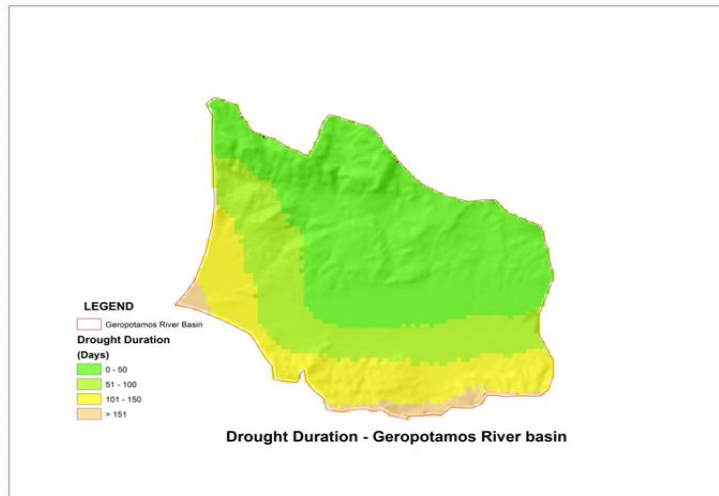 LEGEND
Geropotamos River Basin
Drought Duration
(Days)
0 - 50
51 - 100
101 - 150
> 151
Drought Duration - Geropotamos River basin